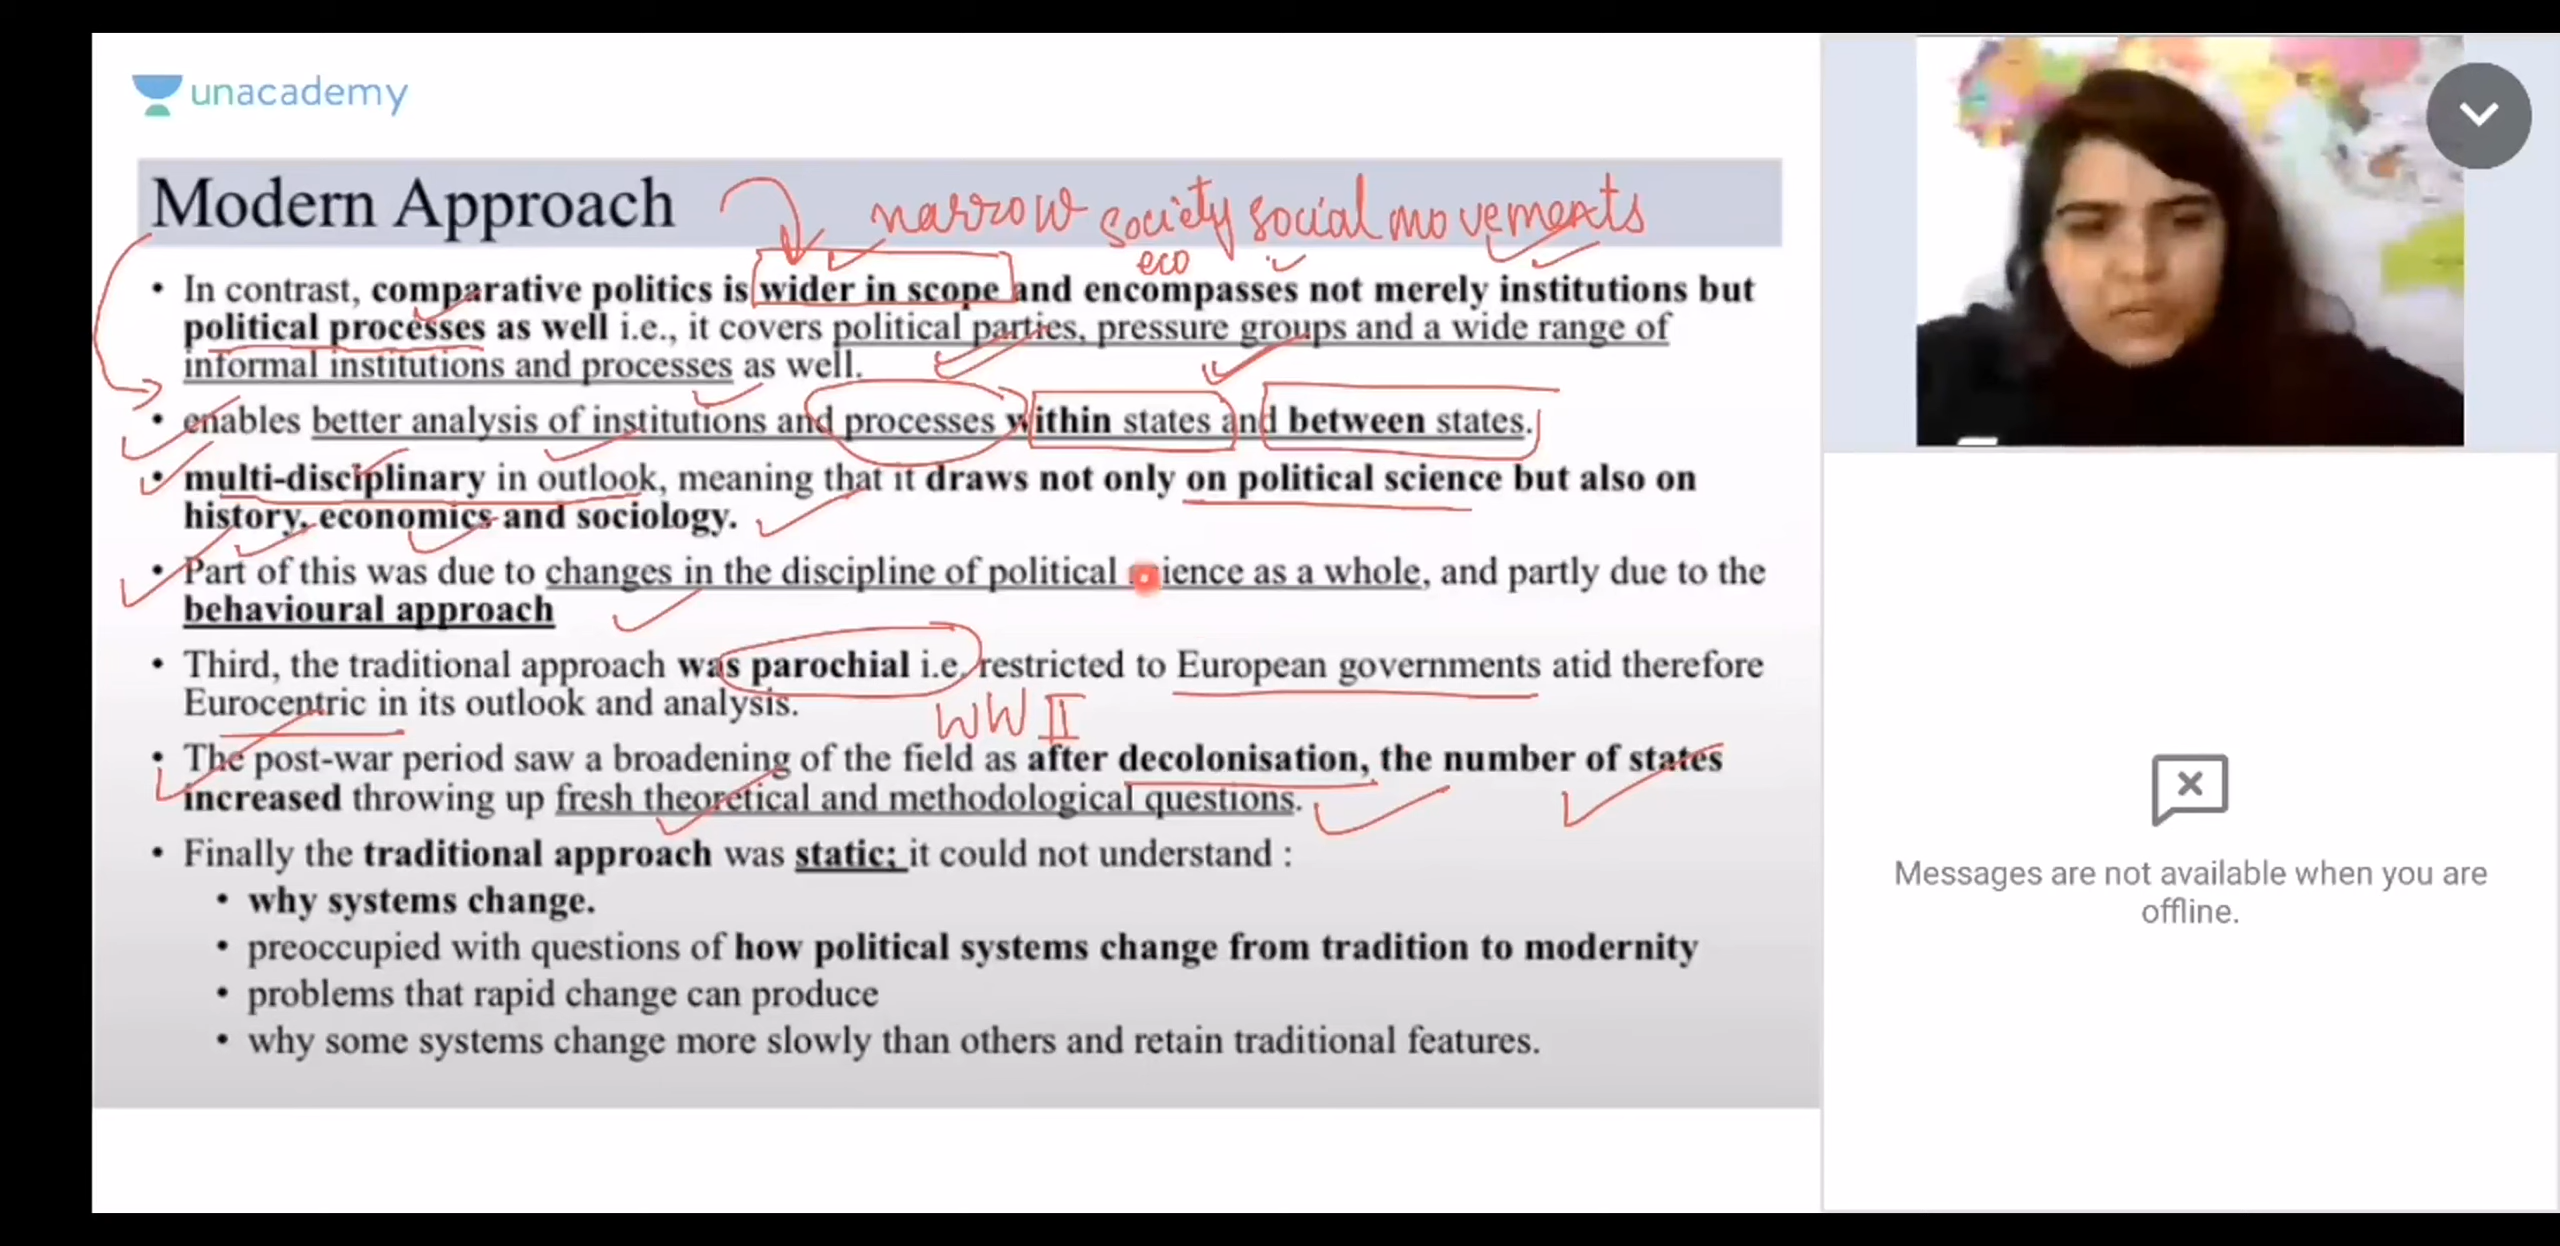 unacademy
Modern Approach
narrow society social movements
eco
• In contrast, comparative politics is wider in scope and encompasses not merely institutions but
political processes as well i.e., it covers political parties, pressure groups and a wide range of
informal institutions and processes as well.
• enables better analysis of institutions and processes within states and between states.
• multi-disciplinary in outlook, meaning that it draws not only on political science but also on
history, economics and sociology.
• Part of this was due to changes in the discipline of political ience as a whole, and partly due to the
behavioural approach
• Third, the traditional approach was parochial i.e. restricted to European governments atid therefore
Eurocentric in its outlook and analysis.
WW II
• The post-war period saw a broadening of the field as after decolonisation, the number of states
increased throwing up fresh theoretical and methodological questions.
• Finally the traditional approach was static; it could not understand :
• why systems change.
• preoccupied with questions of how political systems change from tradition to modernity
• problems that rapid change can produce
• why some systems change more slowly than others and retain traditional features.
Messages are not available when you are
offline.